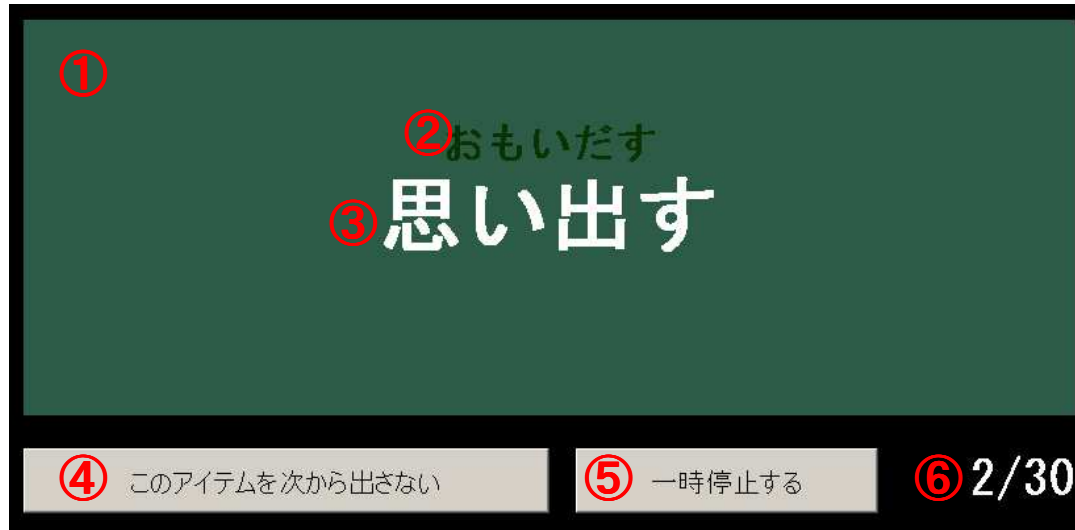 ①
②おもいだす
③思い出す
④ このアイテムを次から出さない
⑤ 一時停止する
⑥2/30